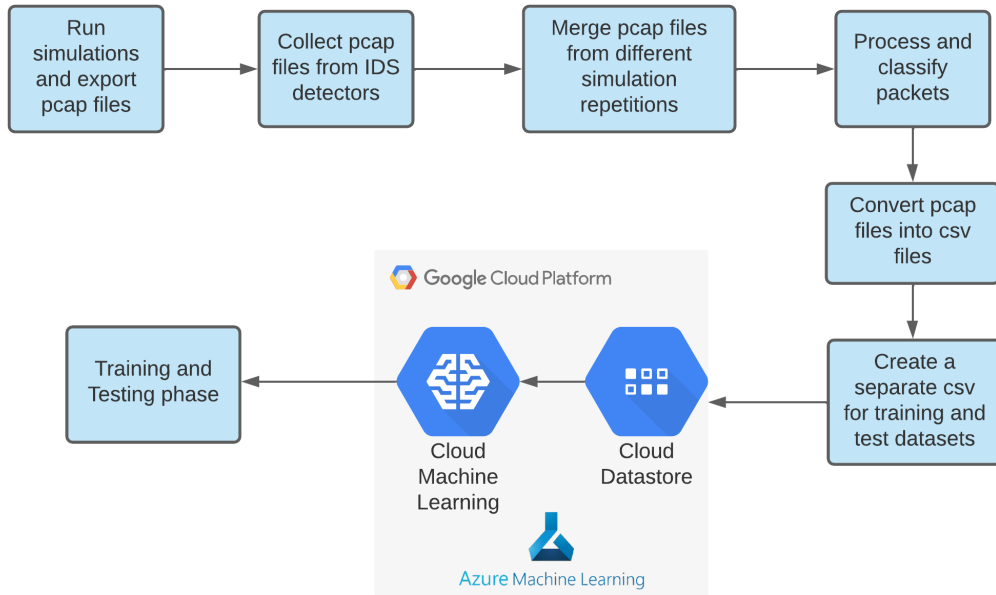 Run
simulations
and export
pcap files
Collect pcap
files from IDS
detectors
Merge pcap files
from different
simulation
repetitions
Process and
classify
packets
Convert pcap
files into csv
files
Google Cloud Platform
Training and
Testing phase
Create a
separate csv
for training and
test datasets
Cloud
Machine
Learning
Cloud
Datastore
Azure Machine Learning